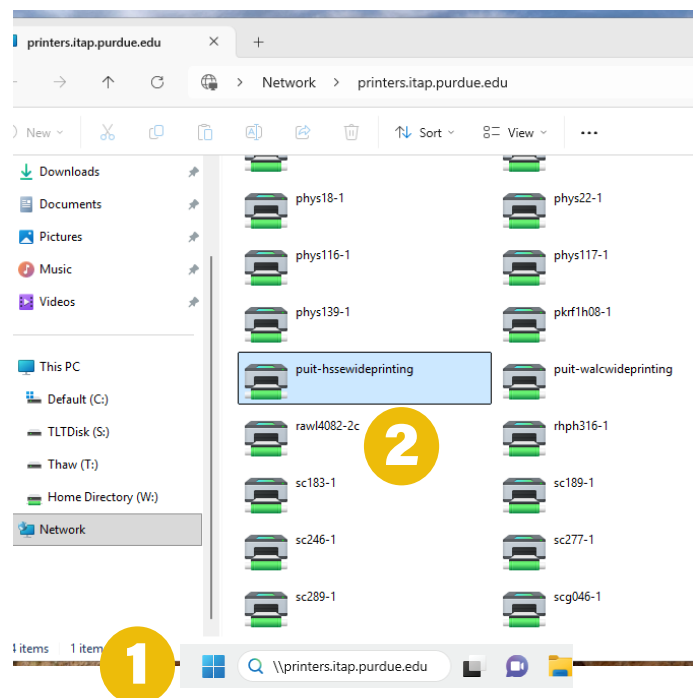 printers.itap.purdue.edu
Network > printers.itap.purdue.edu
New Sort View
Downloads
Documents
Pictures
Music
Videos
This PC
Default (C:)
TLTDisk (S:)
Thaw (T:)
Home Directory (W:)
Network
phys18-1 phys22-1
phys116-1 phys117-1
phys139-1 pkrf1h08-1
puit-hssewideprinting puit-walcwideprinting
rawl4082-2c rhph316-1
2
sc183-1 sc189-1
sc246-1 sc277-1
sc289-1 scg046-1
items 1 item
1
\\printers.itap.purdue.edu